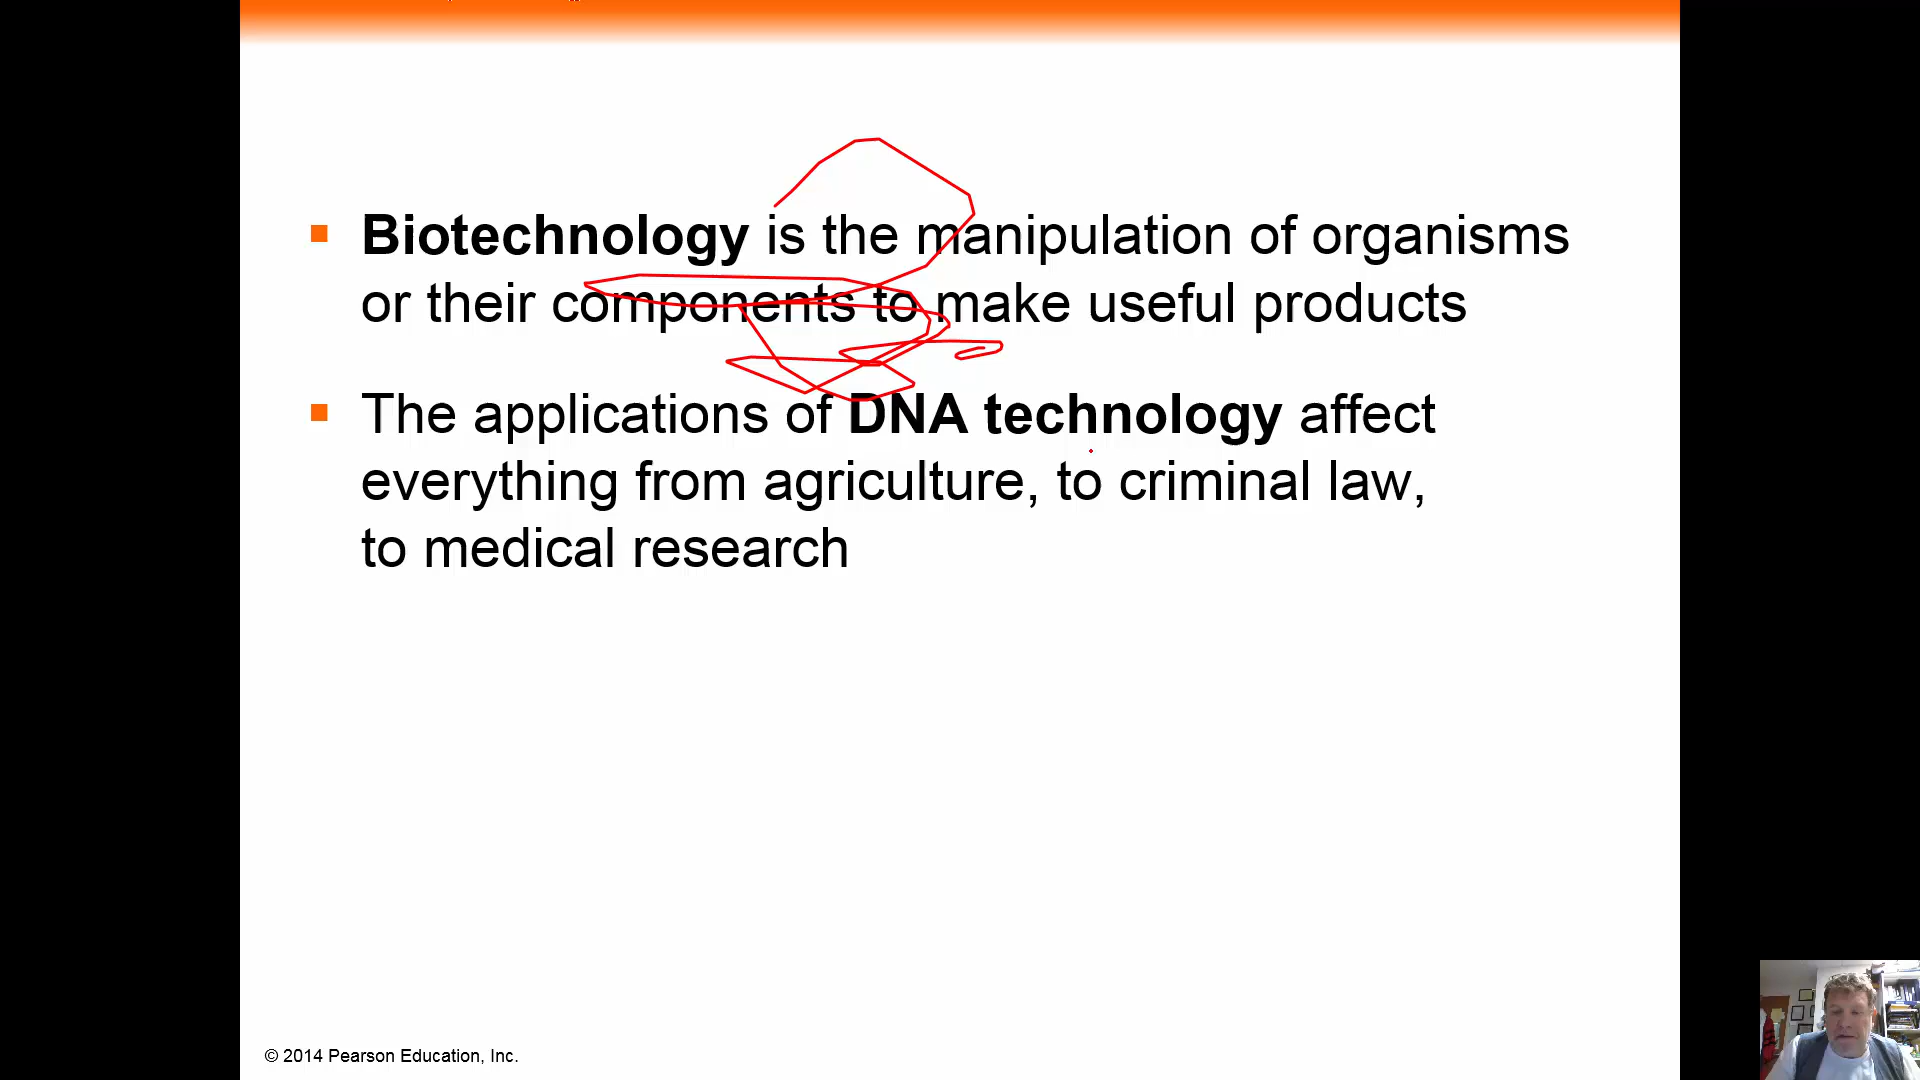 Biotechnology is the manipulation of organisms
or their components to make useful products
The applications of DNA technology affect
everything from agriculture, to criminal law,
to medical research
© 2014 Pearson Education, Inc.